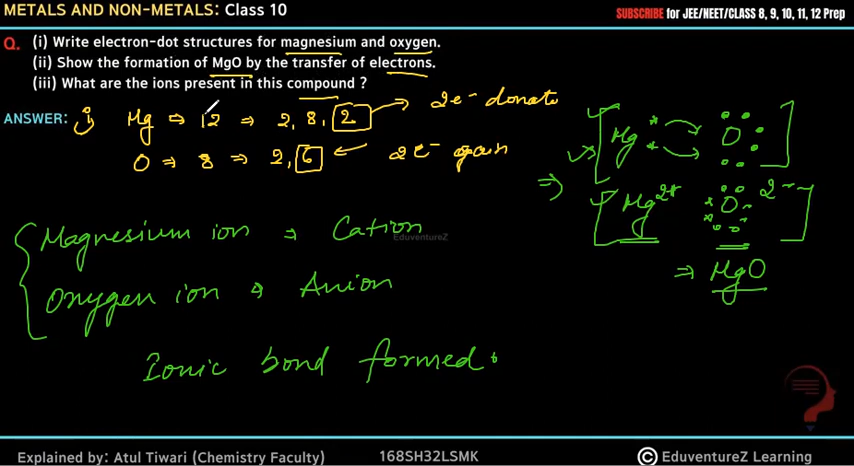 METALS AND NON-METALS: Class 10
SUBSCRIBE for JEE/NEET/CLASS 8, 9, 10, 11, 12 Prep
Q. (i) Write electron-dot structures for magnesium and oxygen.
(ii) Show the formation of MgO by the transfer of electrons.
(iii) What are the ions present in this compound ?
ANSWER: i) Mg ⇒ 12 ⇒ 2, 8, 2 → 2e- donate
O ⇒ 8 ⇒ 2, 6 ← 2e- gain
Mg O
⇒ Mg2+ O 2-
⇒ MgO
Magnesium ion ⇒ Cation
EduventureZ
Oxygen ion ⇒ Anion
Ionic bond formed.
Explained by: Atul Tiwari (Chemistry Faculty)
168SH32LSMK
© EduventureZ Learning